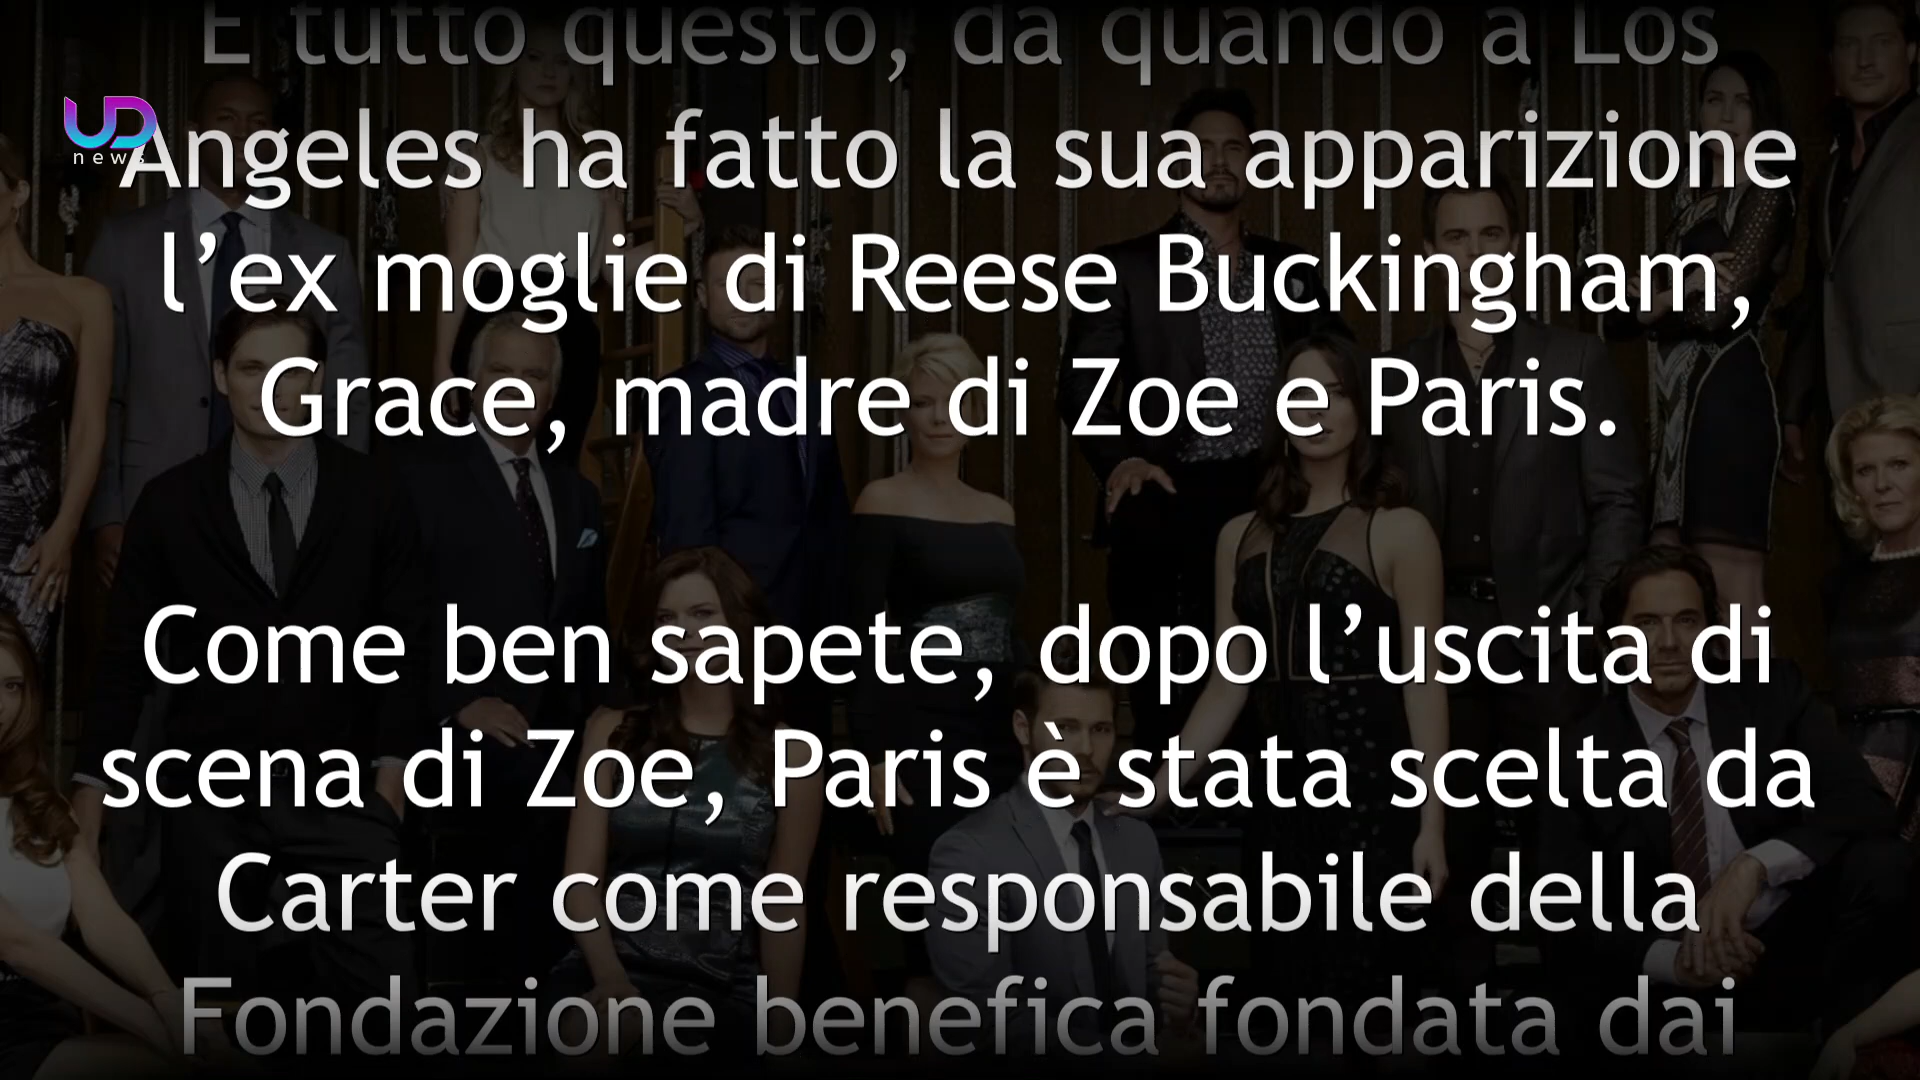 E tutto questo, da quando a Los
UD
news
Angeles ha fatto la sua apparizione
l’ex moglie di Reese Buckingham,
Grace, madre di Zoe e Paris.
Come ben sapete, dopo l’uscita di
scena di Zoe, Paris è stata scelta da
Carter come responsabile della
Fondazione benefica fondata dai